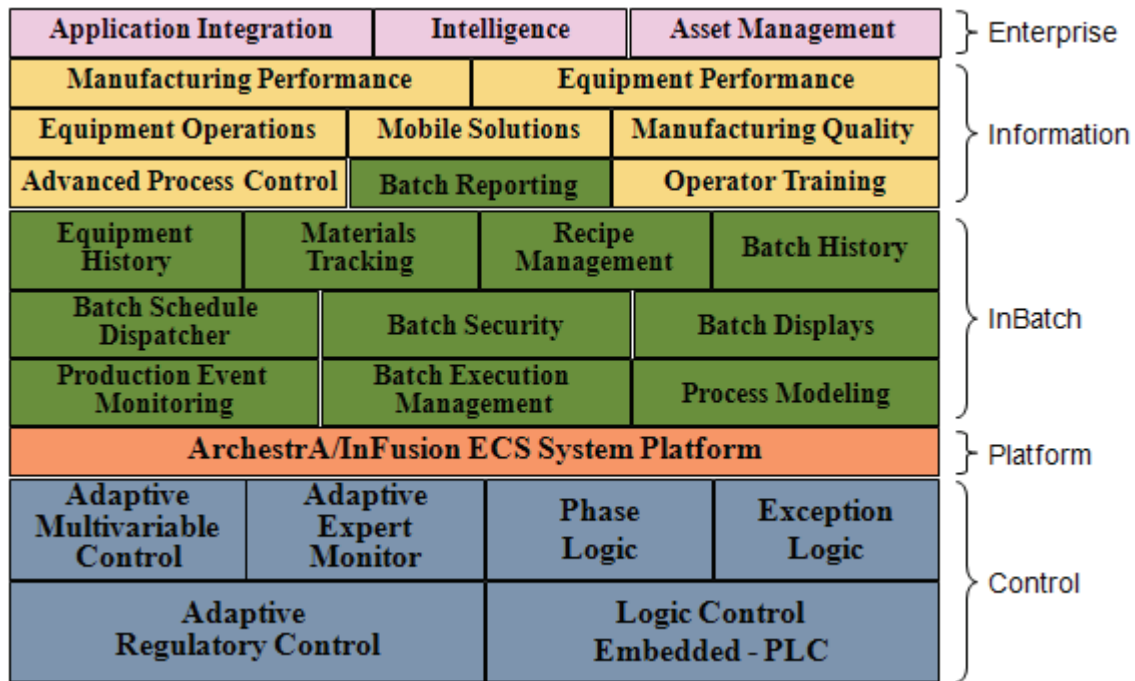 Application Integration
Intelligence
Asset Management
Enterprise
Manufacturing Performance
Equipment Performance
Equipment Operations
Mobile Solutions
Manufacturing Quality
Information
Advanced Process Control
Batch Reporting
Operator Training
Equipment
History
Materials
Tracking
Recipe
Management
Batch History
Batch Schedule
Dispatcher
Batch Security
Batch Displays
InBatch
Production Event
Monitoring
Batch Execution
Management
Process Modeling
ArchestrA/InFusion ECS System Platform
Platform
Adaptive
Multivariable
Control
Adaptive
Expert
Monitor
Phase
Logic
Exception
Logic
Control
Adaptive
Regulatory Control
Logic Control
Embedded - PLC